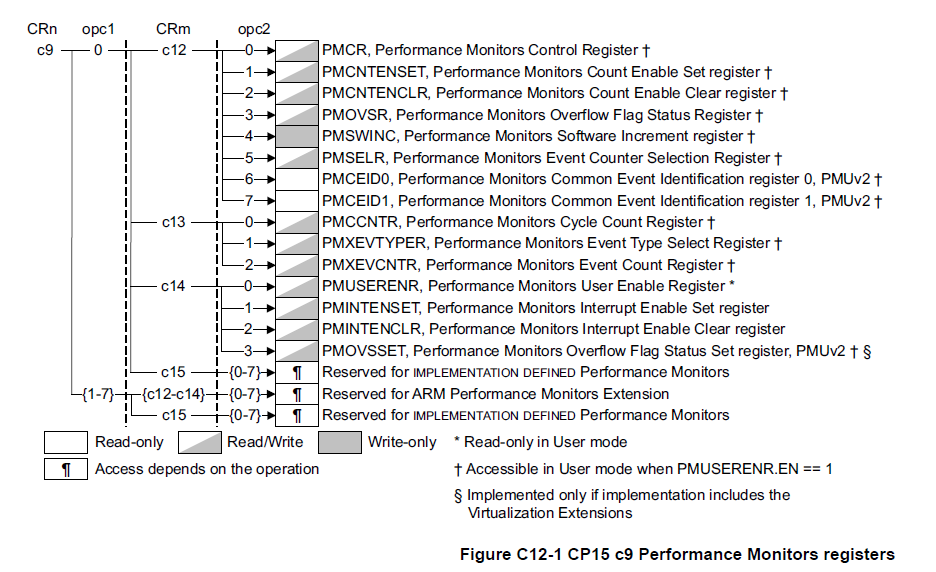 CRn opc1 CRm opc2
c9 0 c12 0 PMCR, Performance Monitors Control Register †
1 PMCNTENSET, Performance Monitors Count Enable Set register †
2 PMCNTENCLR, Performance Monitors Count Enable Clear register †
3 PMOVSR, Performance Monitors Overflow Flag Status Register †
4 PMSWINC, Performance Monitors Software Increment register †
5 PMSELR, Performance Monitors Event Counter Selection Register †
6 PMCEID0, Performance Monitors Common Event Identification register 0, PMUv2 †
7 PMCEID1, Performance Monitors Common Event Identification register 1, PMUv2 †
c13 0 PMCCNTR, Performance Monitors Cycle Count Register †
1 PMXEVTYPER, Performance Monitors Event Type Select Register †
2 PMXEVCNTR, Performance Monitors Event Count Register †
c14 0 PMUSERENR, Performance Monitors User Enable Register *
1 PMINTENSET, Performance Monitors Interrupt Enable Set register
2 PMINTENCLR, Performance Monitors Interrupt Enable Clear register
3 PMOVSSET, Performance Monitors Overflow Flag Status Set register, PMUv2 † §
c15 {0-7} ¶ Reserved for IMPLEMENTATION DEFINED Performance Monitors
{1-7} {c12-c14} {0-7} ¶ Reserved for ARM Performance Monitors Extension
c15 {0-7} ¶ Reserved for IMPLEMENTATION DEFINED Performance Monitors
Read-only Read/Write Write-only * Read-only in User mode
¶ Access depends on the operation † Accessible in User mode when PMUSERENR.EN == 1
§ Implemented only if implementation includes the
Virtualization Extensions
Figure C12-1 CP15 c9 Performance Monitors registers